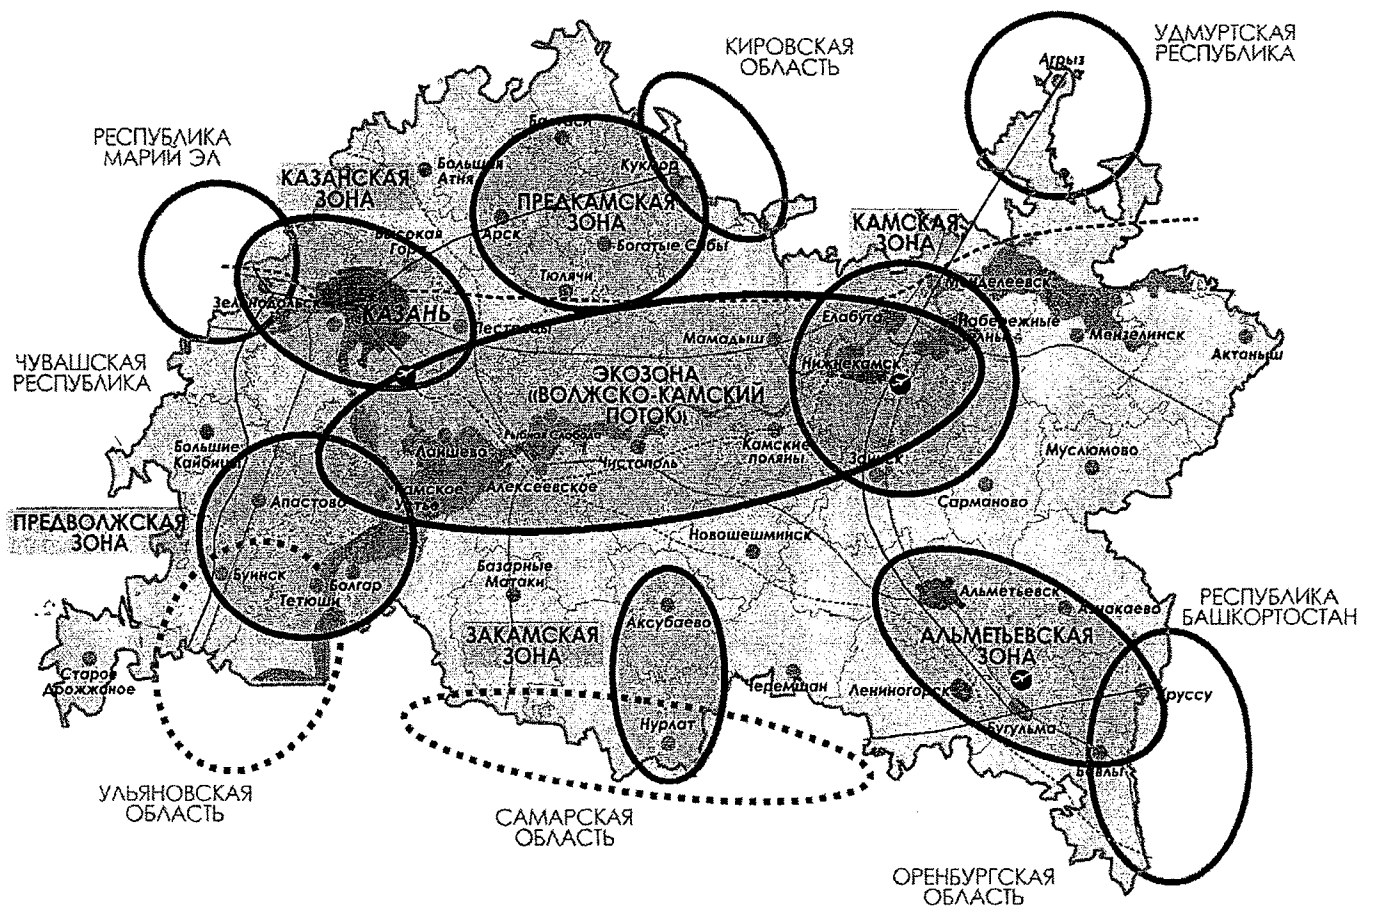 УДМУРТСКАЯ
РЕСПУБЛИКА
КИРОВСКАЯ
ОБЛАСТЬ
Агрыз
РЕСПУБЛИКА
МАРИЙ ЭЛ
Большая
Атня
Кукмор
КАЗАНСКАЯ
ЗОНА
ПРЕДКАМСКАЯ
ЗОНА
КАМСКАЯ
ЗОНА
Высокая
Гора
Арск
Богатые Сабы
Тюлячи
Менделеевск
Зеленодольск
КАЗАНЬ
Пестрецы
Елабуга
Набережные
Челны
Мамадыш
Мензелинск
Актаныш
ЧУВАШСКАЯ
РЕСПУБЛИКА
ЭКОЗОНА
«ВОЛЖСКО-КАМСКИЙ
ПОТОК»
Нижнекамск
Большие
Кайбицы
Лаишево
Рыбная Слобода
Чистополь
Камские
поляны
Заинск
Муслюмово
Алексеевское
Камское
Устье
Апастово
Сарманово
ПРЕДВОЛЖСКАЯ
ЗОНА
Новошешминск
Буинск
Болгар
Тетюши
Базарные
Матаки
Альметьевск
Азнакаево
РЕСПУБЛИКА
БАШКОРТОСТАН
Аксубаево
ЗАКАМСКАЯ
ЗОНА
АЛЬМЕТЬЕВСКАЯ
ЗОНА
Старое
Дрожжаное
Черемшан
Лениногорск
Уруссу
Нурлат
Бугульма
Бавлы
УЛЬЯНОВСКАЯ
ОБЛАСТЬ
САМАРСКАЯ
ОБЛАСТЬ
ОРЕНБУРГСКАЯ
ОБЛАСТЬ